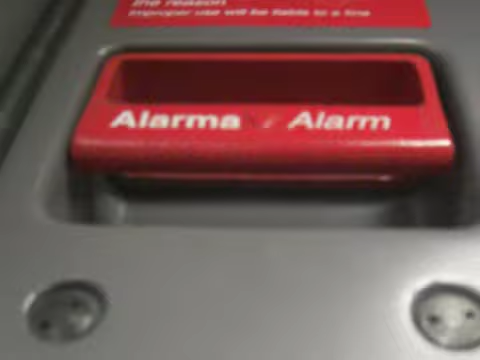 the reason
Improper use will be liable to a fine
Alarma / Alarm